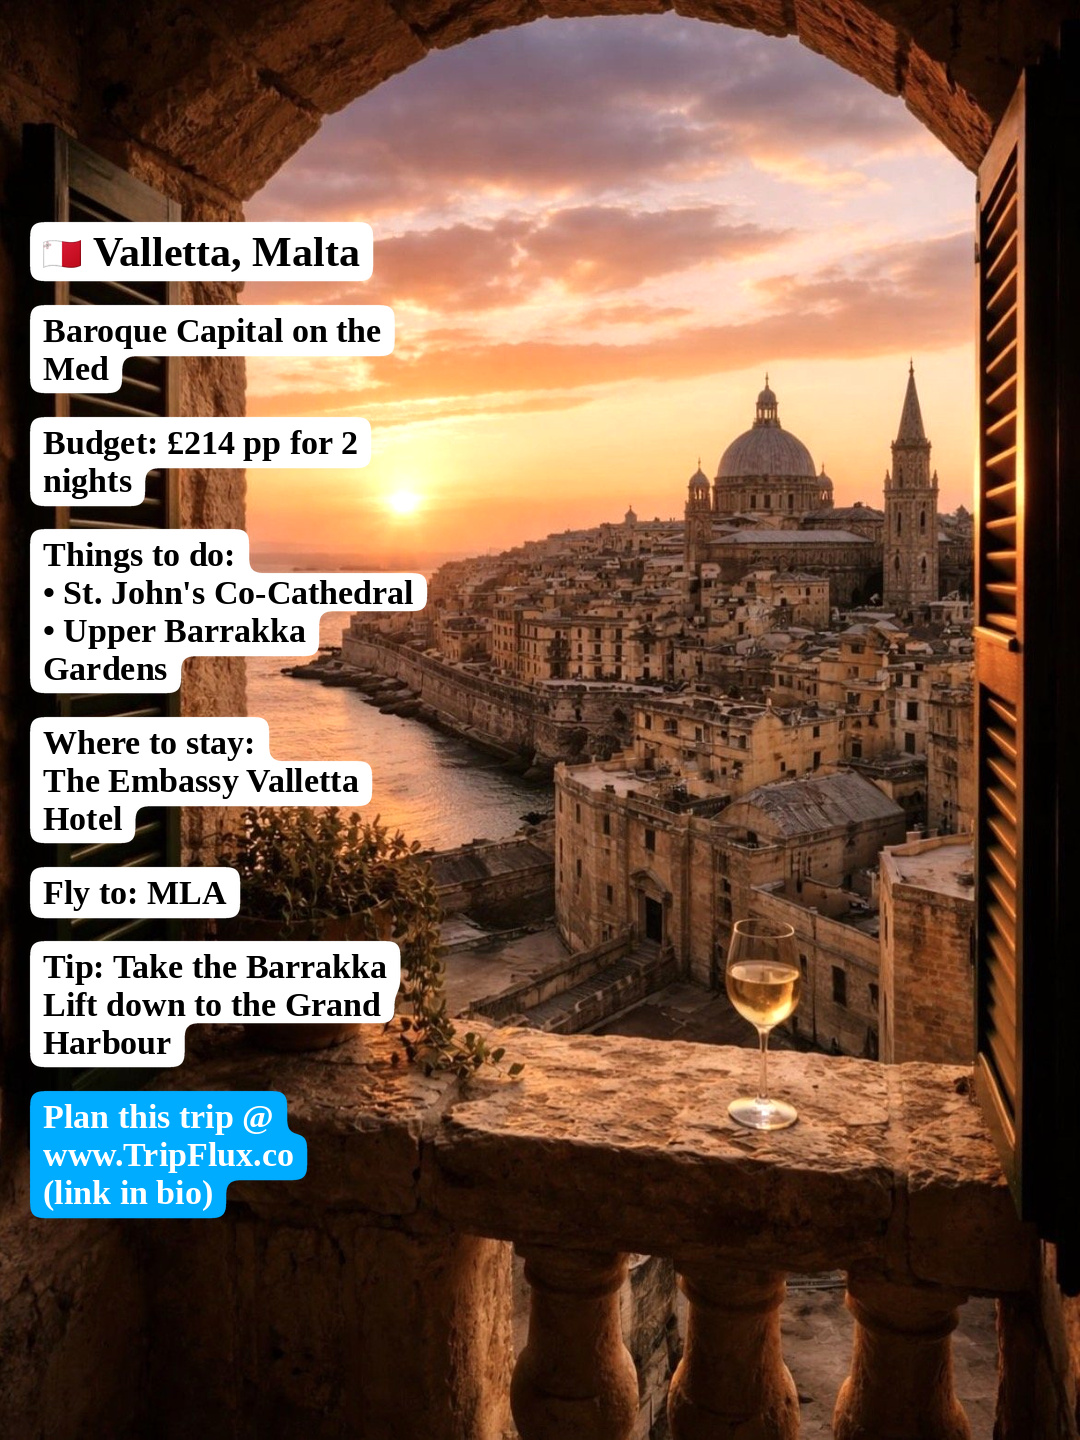 🇲🇹 Valletta, Malta
Baroque Capital on the
Med
Budget: £214 pp for 2
nights
Things to do:
• St. John's Co-Cathedral
• Upper Barrakka
Gardens
Where to stay:
The Embassy Valletta
Hotel
Fly to: MLA
Tip: Take the Barrakka
Lift down to the Grand
Harbour
Plan this trip @
www.TripFlux.co
(link in bio)